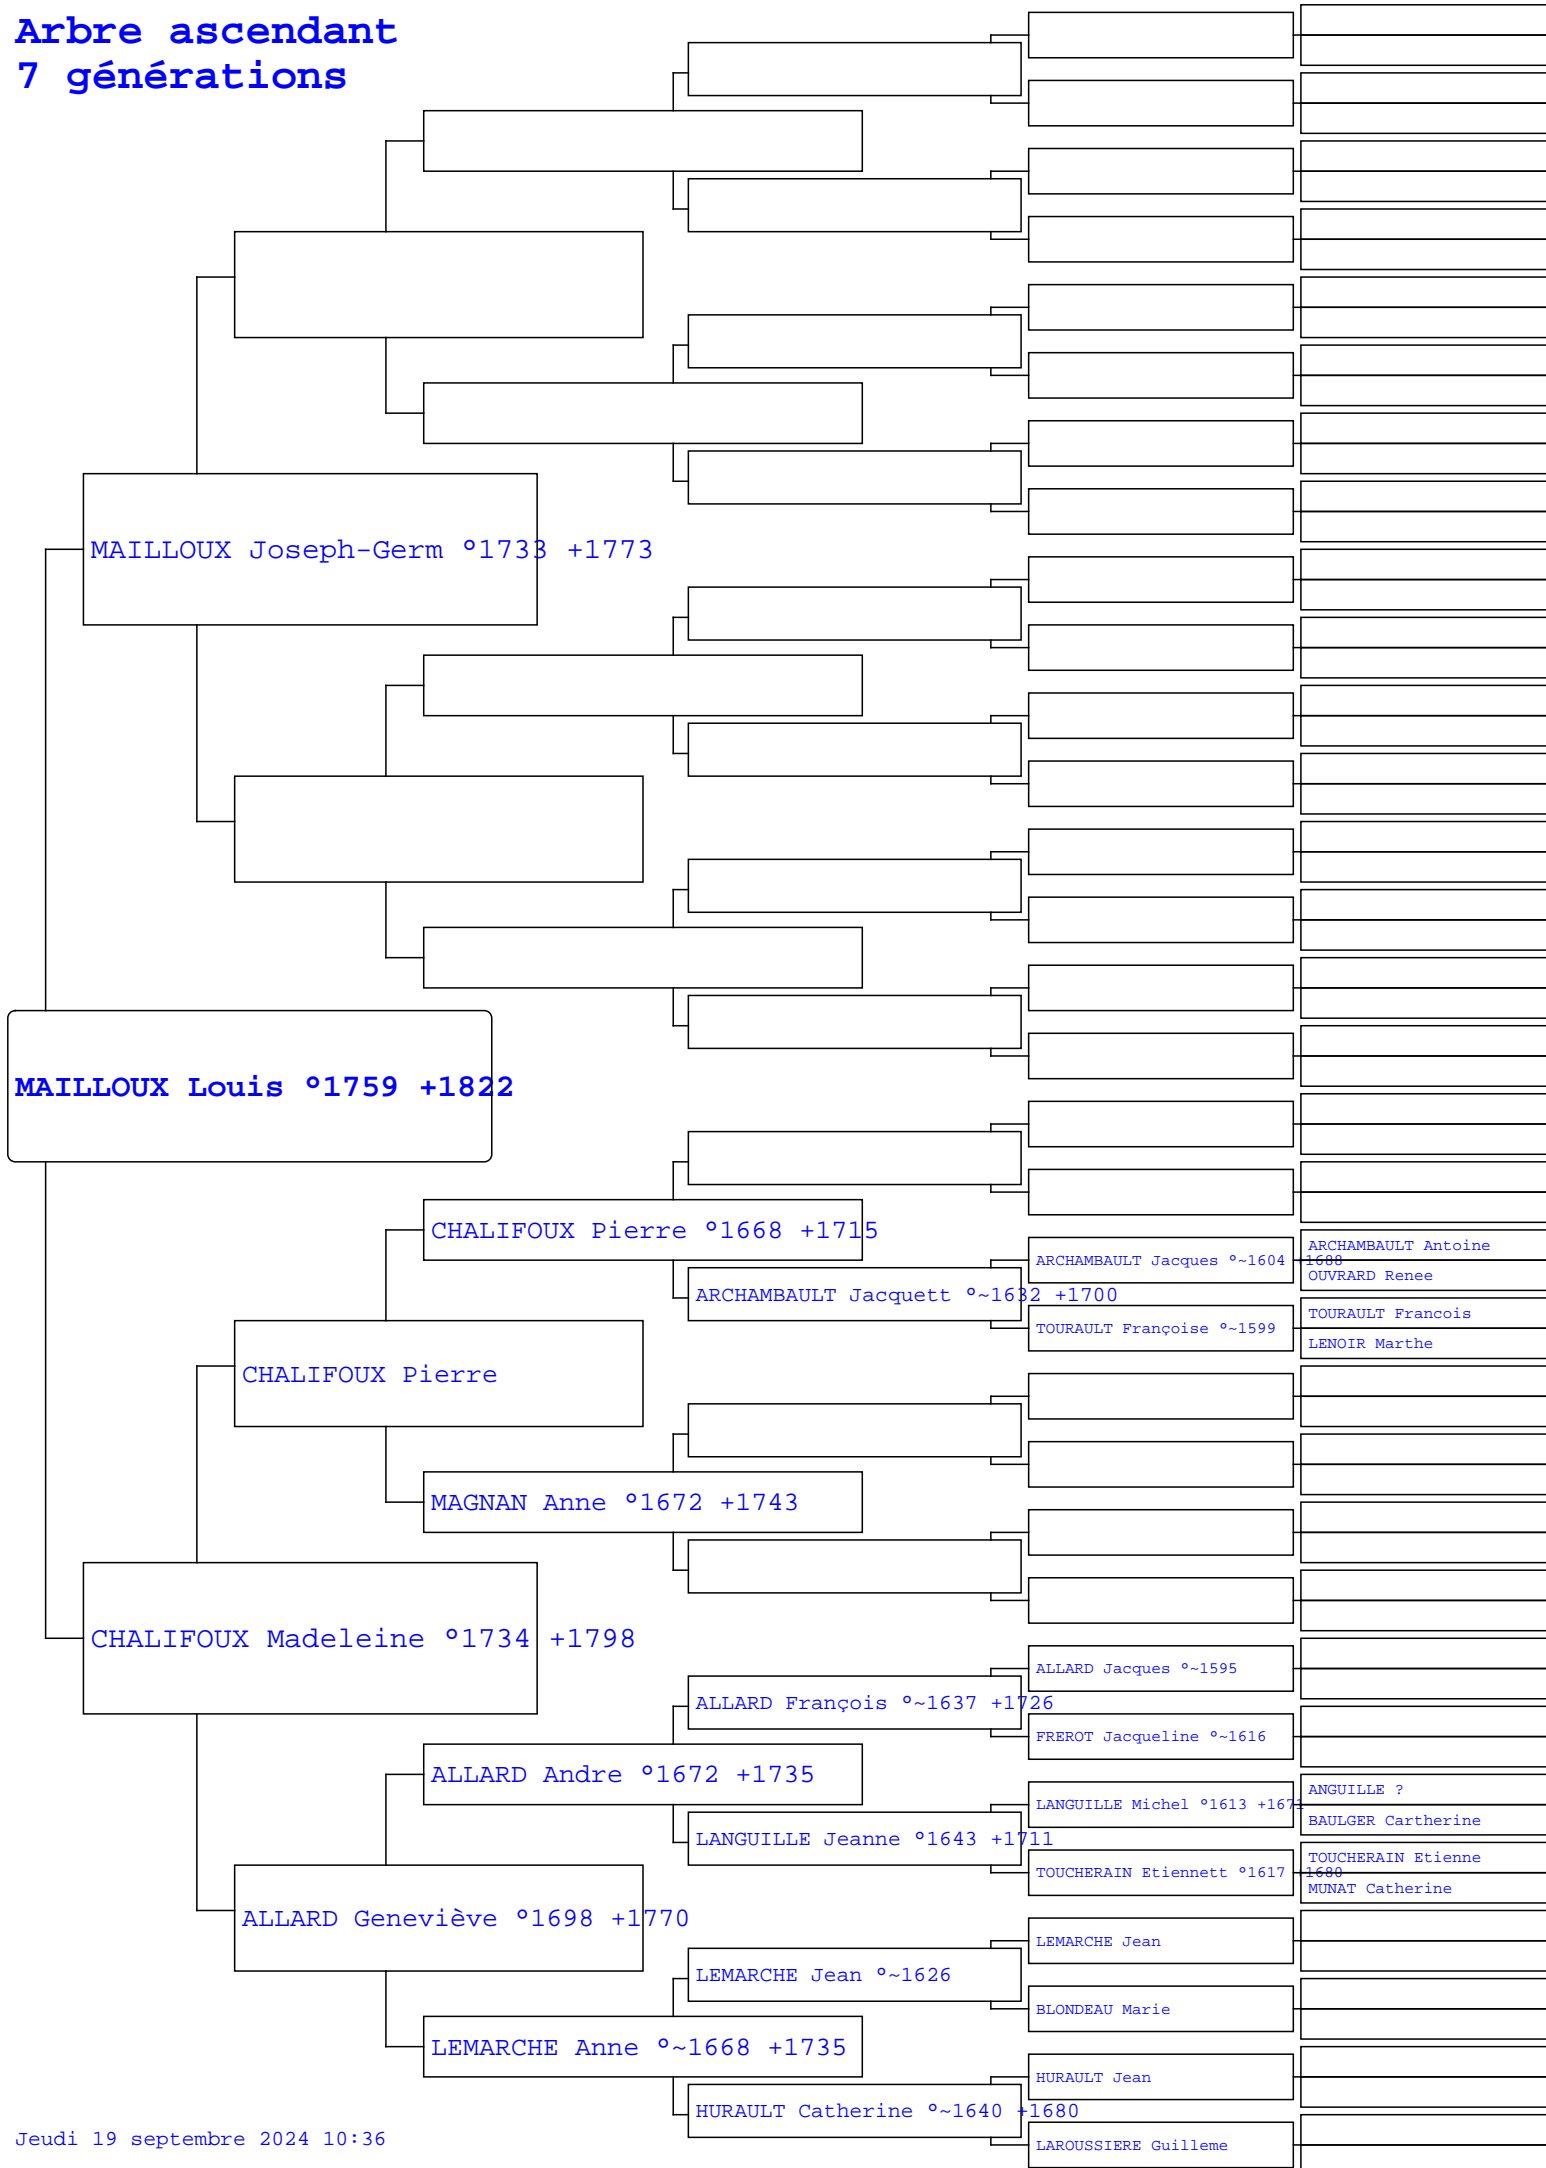 Arbre ascendant
7 générations
MAILLOUX Joseph-Germ °1733 +1773
MAILLOUX Louis °1759 +1822
CHALIFOUX Pierre °1668 +1715
ARCHAMBAULT Jacques °~1604 +1688
ARCHAMBAULT Antoine
OUVRARD Renee
ARCHAMBAULT Jacquett °~1632 +1700
TOURAULT Françoise °~1599
TOURAULT Francois
LENOIR Marthe
CHALIFOUX Pierre
MAGNAN Anne °1672 +1743
CHALIFOUX Madeleine °1734 +1798
ALLARD Jacques °~1595
ALLARD François °~1637 +1726
FREROT Jacqueline °~1616
ALLARD Andre °1672 +1735
LANGUILLE Michel °1613 +1671
ANGUILLE ?
BAULGER Cartherine
LANGUILLE Jeanne °1643 +1711
TOUCHERAIN Etiennett °1617 +1680
TOUCHERAIN Etienne
MUNAT Catherine
ALLARD Geneviève °1698 +1770
LEMARCHE Jean
LEMARCHE Jean °~1626
BLONDEAU Marie
LEMARCHE Anne °~1668 +1735
HURAULT Jean
HURAULT Catherine °~1640 +1680
LAROUSSIERE Guilleme
Jeudi 19 septembre 2024 10:36